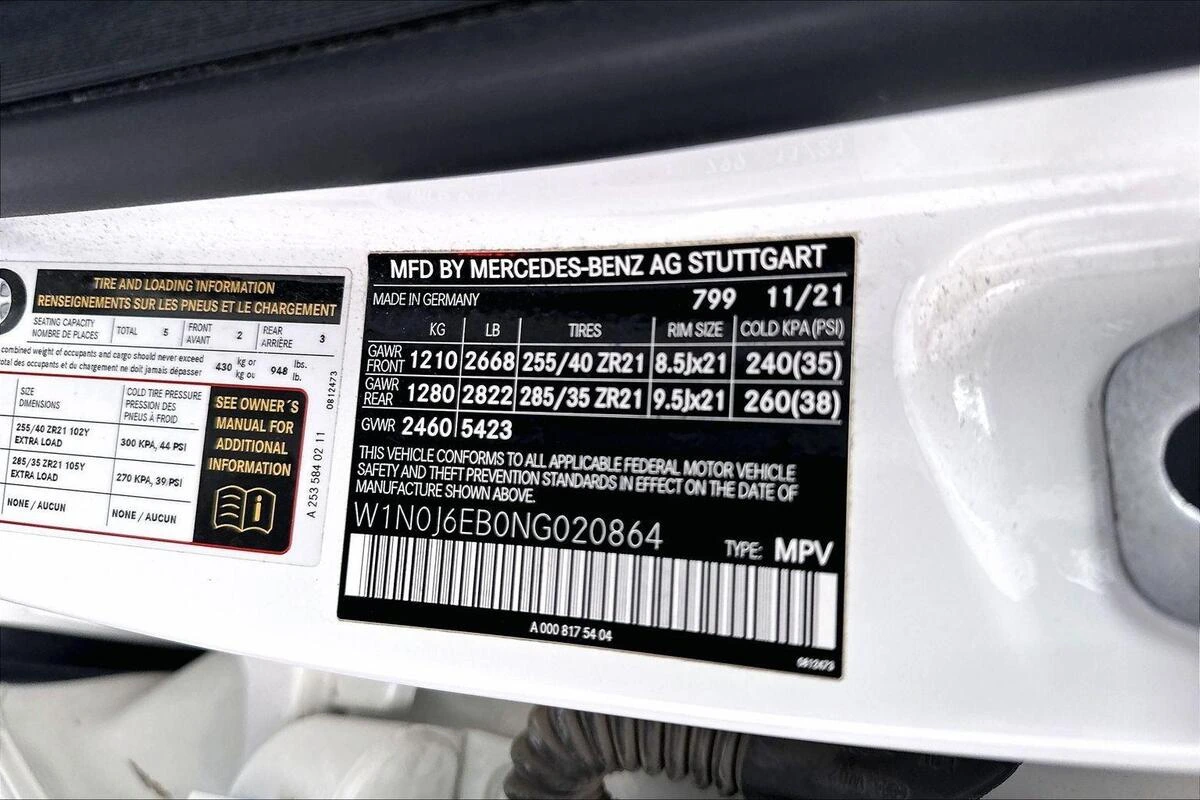 TIRE AND LOADING INFORMATION
RENSEIGNEMENTS SUR LES PNEUS ET LE CHARGEMENT
SEATING CAPACITY
NOMBRE DE PLACES
TOTAL 5
FRONT
AVANT
2
REAR
ARRIÈRE
3
combined weight of occupants and cargo should never exceed
total des occupants et du chargement ne doit jamais dépasser
430 kg or
kg ou
948 lbs.
lb.
SIZE
DIMENSIONS
COLD TIRE PRESSURE
PRESSION DES
PNEUS À FROID
255/40 ZR21 102Y
EXTRA LOAD
300 KPA, 44 PSI
285/35 ZR21 105Y
EXTRA LOAD
270 KPA, 39 PSI
NONE / AUCUN
NONE / AUCUN
SEE OWNER´S
MANUAL FOR
ADDITIONAL
INFORMATION
0812473
A 253 584 02 11
MFD BY MERCEDES-BENZ AG STUTTGART
MADE IN GERMANY 799 11/21
KG LB TIRES RIM SIZE COLD KPA (PSI)
GAWR
FRONT
1210 2668 255/40 ZR21 8.5Jx21 240(35)
GAWR
REAR
1280 2822 285/35 ZR21 9.5Jx21 260(38)
GVWR 2460 5423
THIS VEHICLE CONFORMS TO ALL APPLICABLE FEDERAL MOTOR VEHICLE
SAFETY AND THEFT PREVENTION STANDARDS IN EFFECT ON THE DATE OF
MANUFACTURE SHOWN ABOVE.
W1N0J6EB0NG020864
TYPE: MPV
A 000 817 54 04
0812473